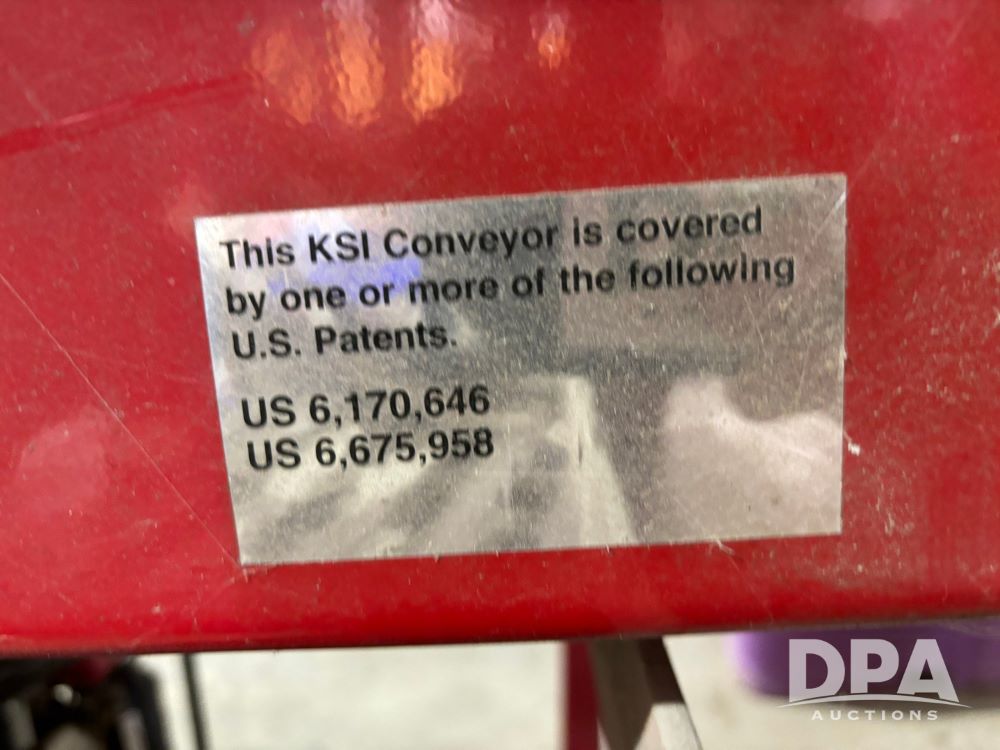 This KSI Conveyor is covered
by one or more of the following
U.S. Patents.
US 6,170,646
US 6,675,958
DPA
AUCTIONS